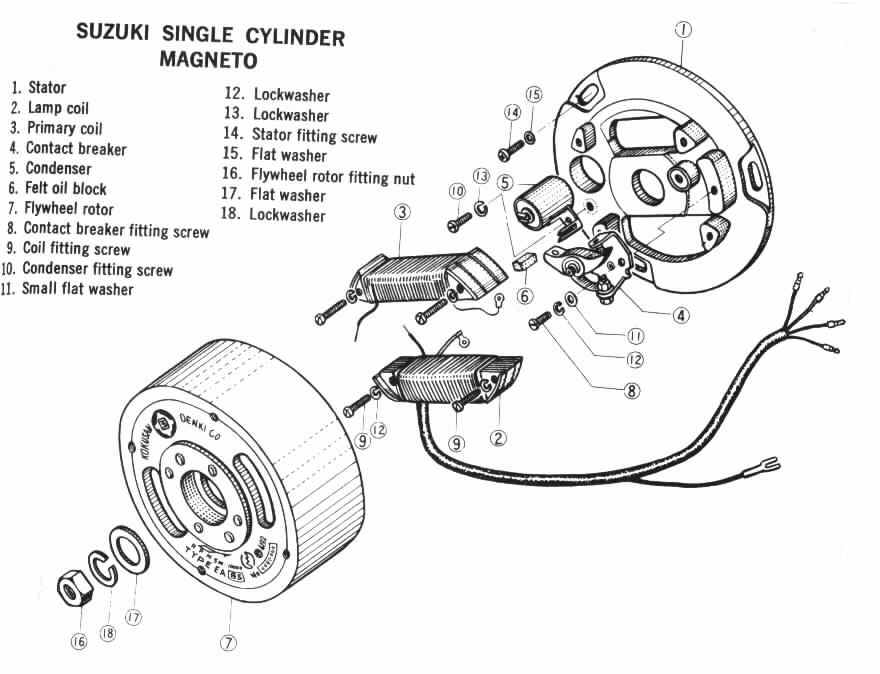 SUZUKI SINGLE CYLINDER
MAGNETO
1. Stator
2. Lamp coil
3. Primary coil
4. Contact breaker
5. Condenser
6. Felt oil block
7. Flywheel rotor
8. Contact breaker fitting screw
9. Coil fitting screw
10. Condenser fitting screw
11. Small flat washer
12. Lockwasher
13. Lockwasher
14. Stator fitting screw
15. Flat washer
16. Flywheel rotor fitting nut
17. Flat washer
18. Lockwasher
1
15
14
13
5
10
3
6
4
11
12
8
9
12
9
2
KOKUSAN DENKI CO
TYPE EA
16
18
17
7